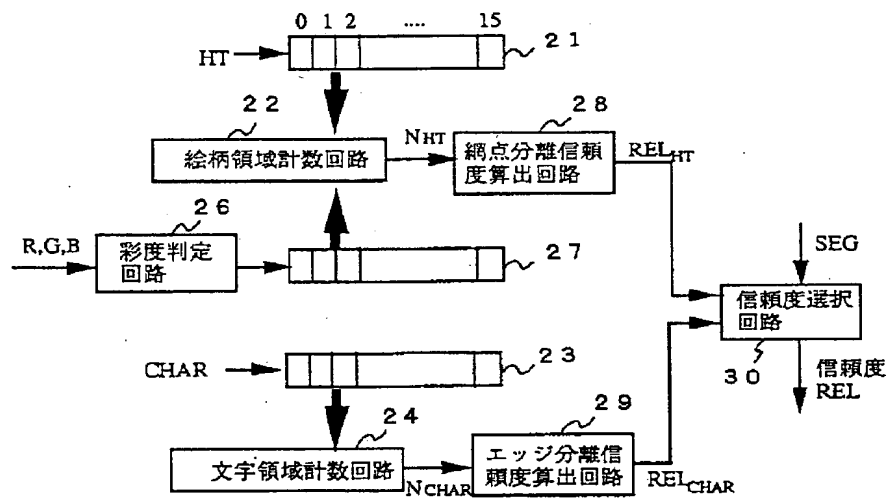 0 1 2 .... 15
21
HT
22
絵柄領域計数回路
NHT
28
網点分離信頼
度算出回路
RELHT
26
R,G,B
彩度判定
回路
27
SEG
信頼度選択
回路
30
信頼度
REL
CHAR
23
24
文字領域計数回路
NCHAR
29
エッジ分離信
頼度算出回路
RELCHAR